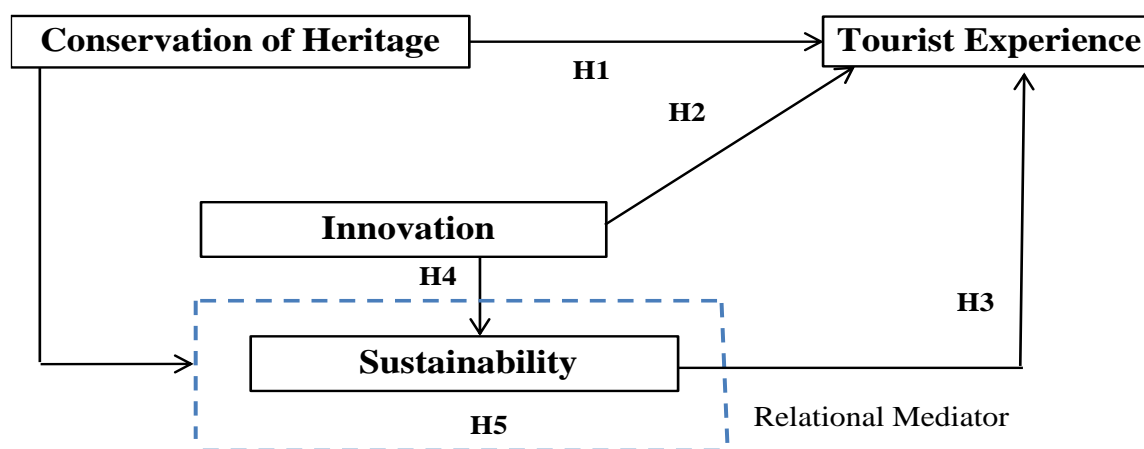 Conservation of Heritage
Tourist Experience
H1
H2
Innovation
H4
H3
Sustainability
H5
Relational Mediator